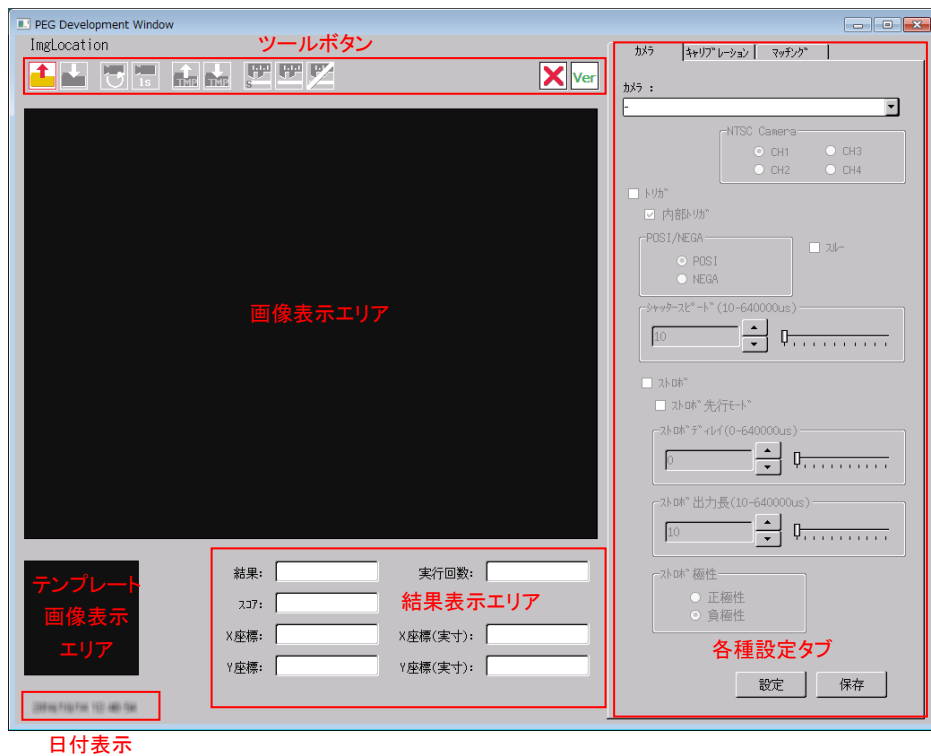 PEG Development Window
ImgLocation
ツールボタン
1s
TMP
TMP
S
Ver
画像表示エリア
テンプレート
画像表示
エリア
結果:
実行回数:
スコア:
結果表示エリア
X座標:
X座標(実寸):
Y座標:
Y座標(実寸):
日付表示
カメラ
キャリブレーション
マッチング
カメラ :
-
NTSC Camera
CH1
CH3
CH2
CH4
トリガ
内部トリガ
POSI/NEGA
スルー
POSI
NEGA
シャッタースピード(10-640000us)
10
ストロボ
ストロボ先行モード
ストロボディレイ(0-640000us)
0
ストロボ出力長(10-640000us)
10
ストロボ極性
正極性
負極性
各種設定タブ
設定
保存